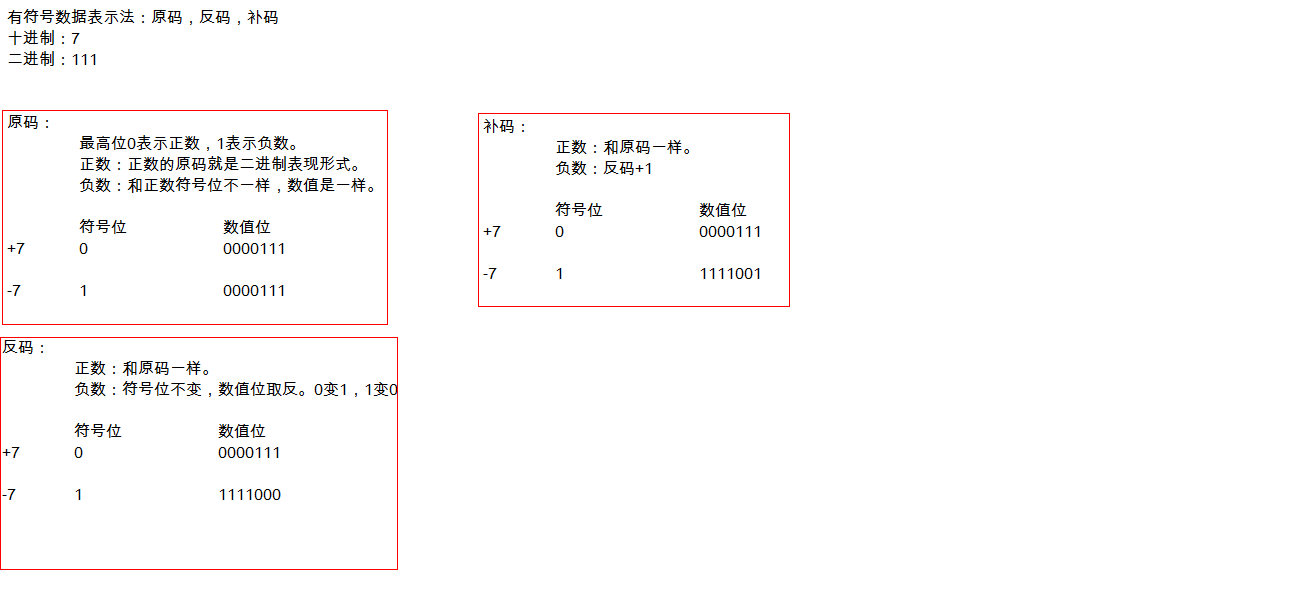 有符号数据表示法：原码，反码，补码
十进制：7
二进制：111
原码：
最高位0表示正数，1表示负数。
正数：正数的原码就是二进制表现形式。
负数：和正数符号位不一样，数值是一样。
符号位 数值位
+7 0 0000111
-7 1 0000111
补码：
正数：和原码一样。
负数：反码+1
符号位 数值位
+7 0 0000111
-7 1 1111001
反码：
正数：和原码一样。
负数：符号位不变，数值位取反。0变1，1变0
符号位 数值位
+7 0 0000111
-7 1 1111000